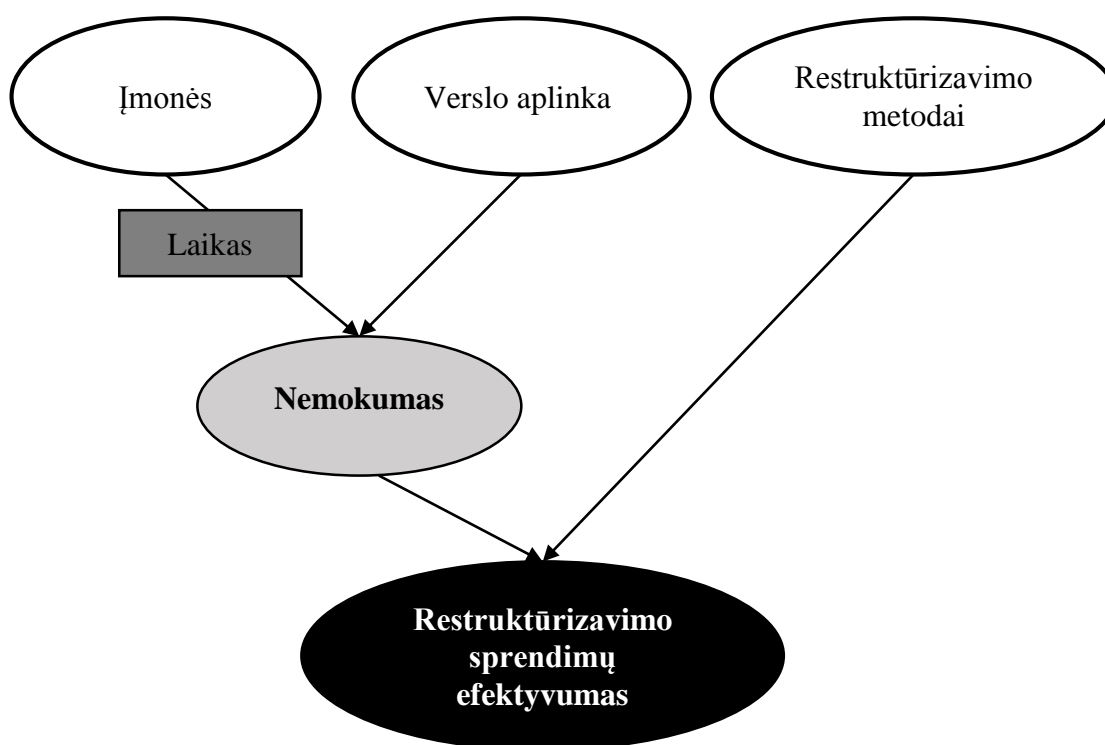 Įmonės
Verslo aplinka
Restruktūrizavimo
metodai
Laikas
Nemokumas
Restruktūrizavimo
sprendimų
efektyvumas